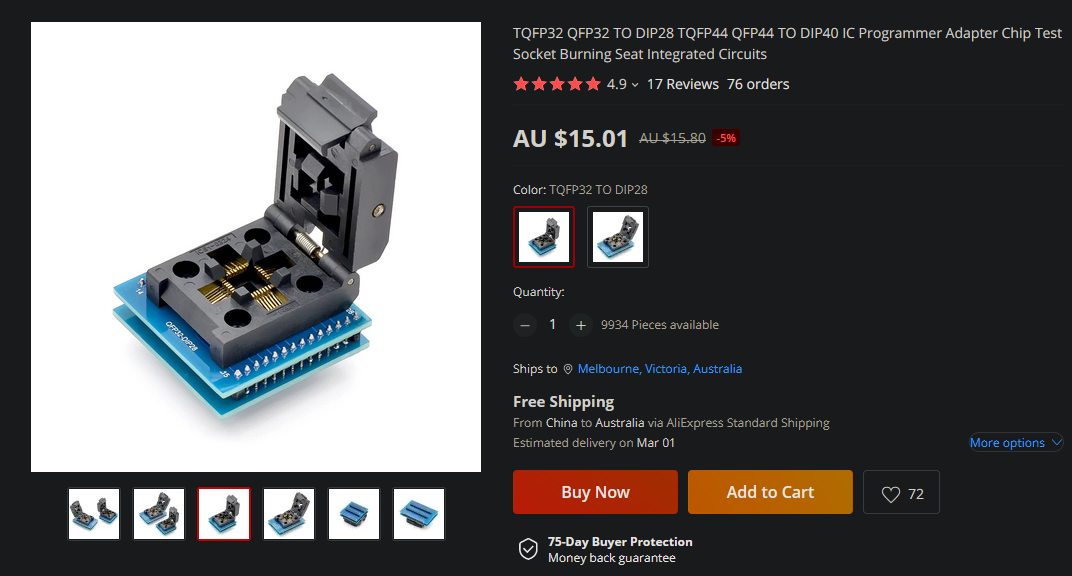 TQFP32 QFP32 TO DIP28 TQFP44 QFP44 TO DIP40 IC Programmer Adapter Chip Test
Socket Burning Seat Integrated Circuits
4.9 17 Reviews 76 orders
AU $15.01 AU $15.80 -5%
Color: TQFP32 TO DIP28
Quantity:
1 9934 Pieces available
Ships to Melbourne, Victoria, Australia
Free Shipping
From China to Australia via AliExpress Standard Shipping
Estimated delivery on Mar 01
More options
Buy Now
Add to Cart
72
75-Day Buyer Protection
Money back guarantee
14
QFP32-DIP28
15